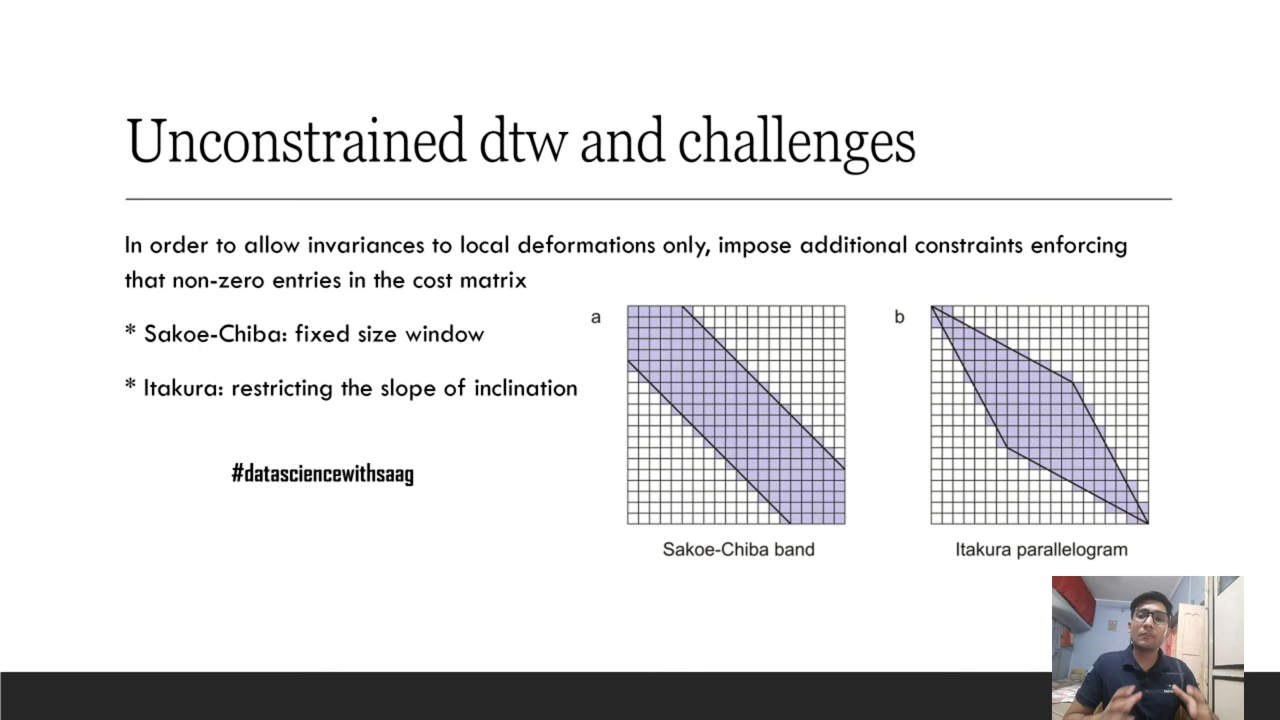 Unconstrained dtw and challenges
In order to allow invariances to local deformations only, impose additional constraints enforcing
that non-zero entries in the cost matrix
* Sakoe-Chiba: fixed size window
* Itakura: restricting the slope of inclination
#datasciencewithsaag
a
b
Sakoe-Chiba band
Itakura parallelogram